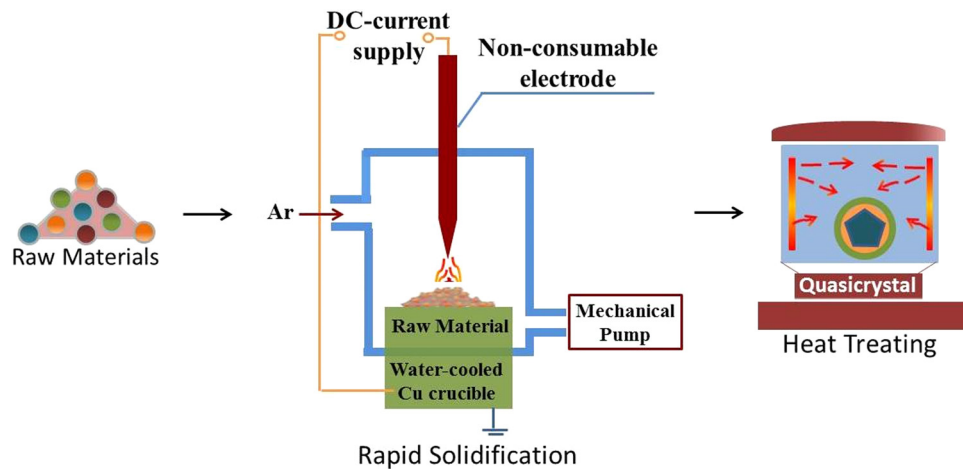 DC-current
supply
Non-consumable
electrode
Ar
Raw Materials
Raw Material
Water-cooled
Cu crucible
Mechanical
Pump
Rapid Solidification
Quasicrystal
Heat Treating